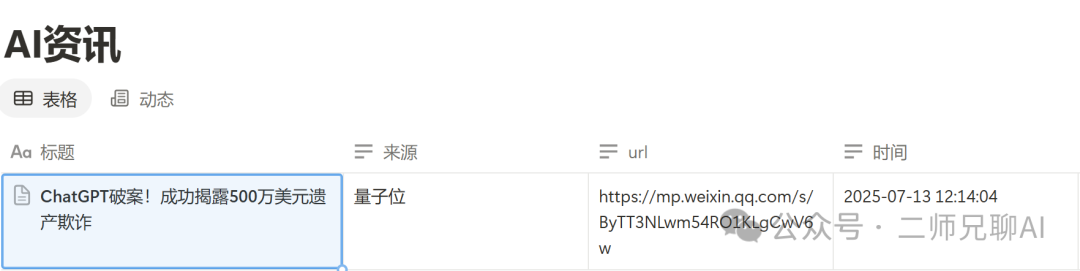 AI资讯
表格 动态
Aa 标题 来源 url 时间
ChatGPT破案！成功揭露500万美元遗 量子位 https://mp.weixin.qq.com/s/ 2025-07-13 12:14:04
产欺诈 ByTT3NLwm54RO1KLgCwV6
w
公众号 · 二师兄聊AI